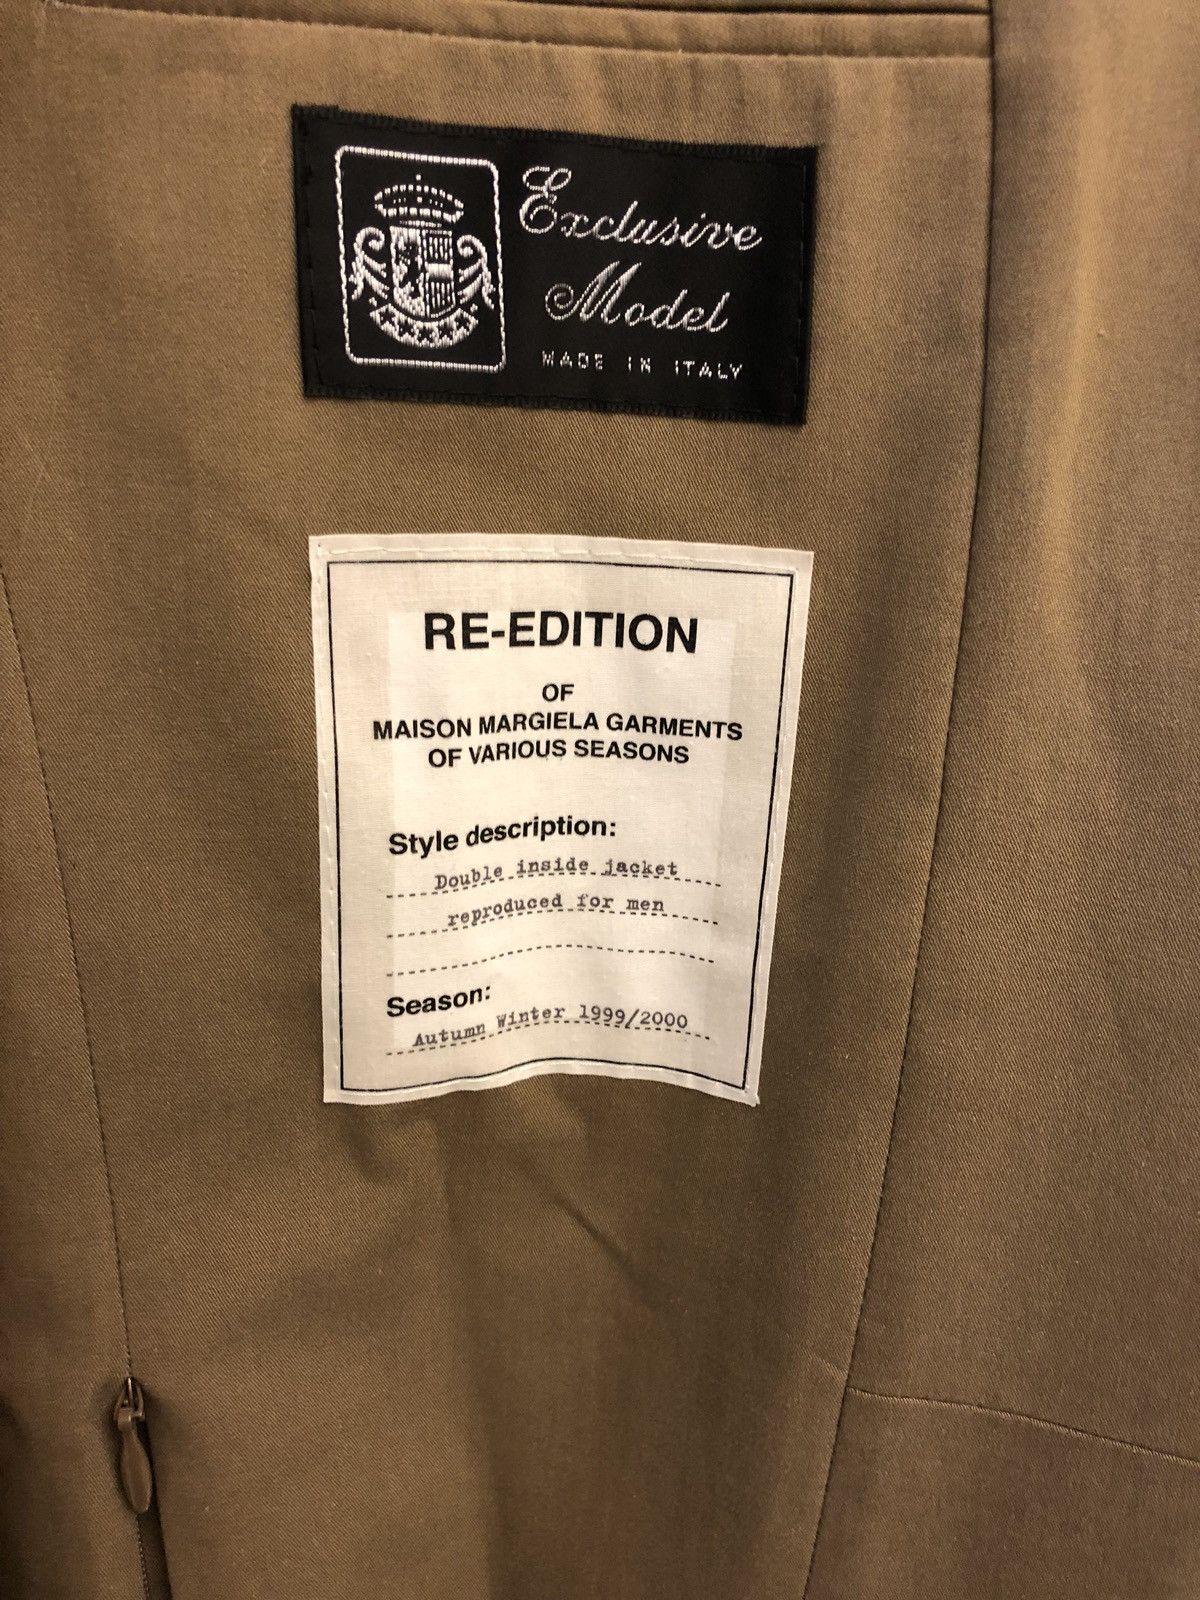 Exclusive
Model
MADE IN ITALY
RE-EDITION
OF
MAISON MARGIELA GARMENTS
OF VARIOUS SEASONS
Style description:
Double inside jacket
reproduced for men
Season:
Autumn Winter 1999/2000